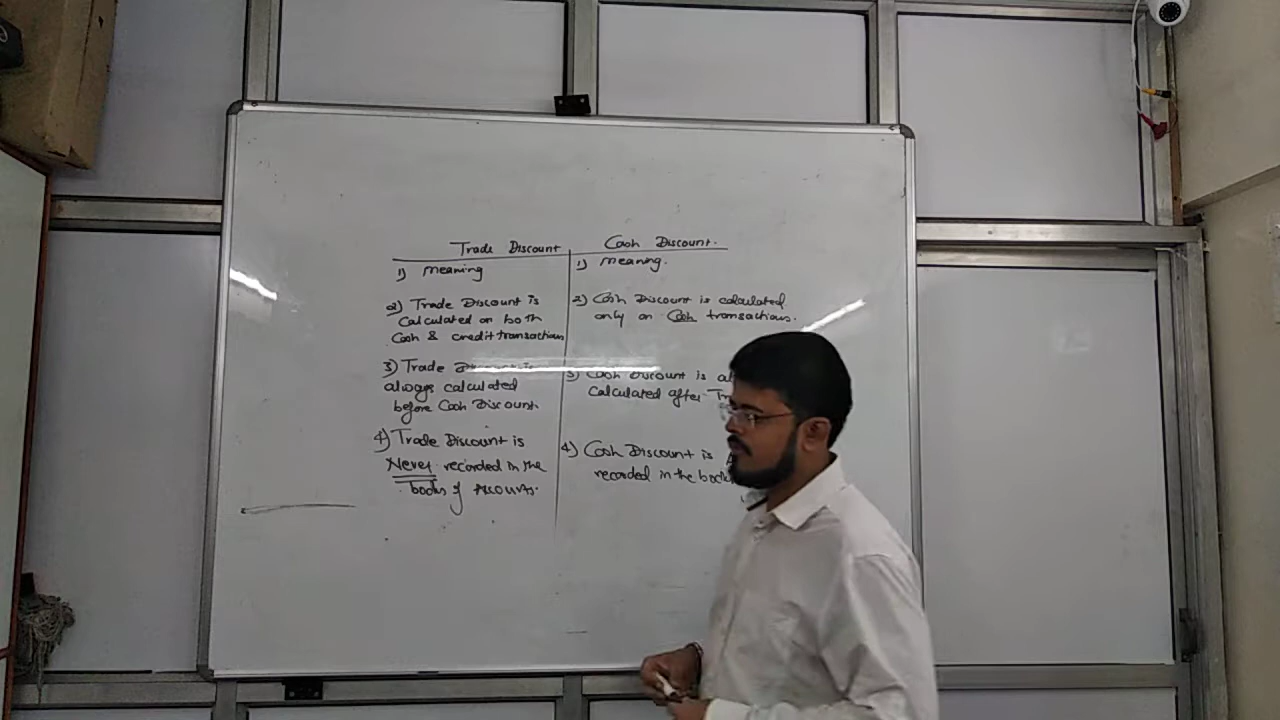 Trade Discount
1) Meaning
2) Trade Discount is
Calculated on both
Cash & credit transactions
3) Trade
always calculated
before Cash Discount.
4) Trade Discount is
Never recorded in the
books of Accounts.
Cash Discount.
1) Meaning.
2) Cash Discount is calculated
only on Cash transactions.
3) Cash Discount is
Calculated after
4) Cash Discount is
recorded in the